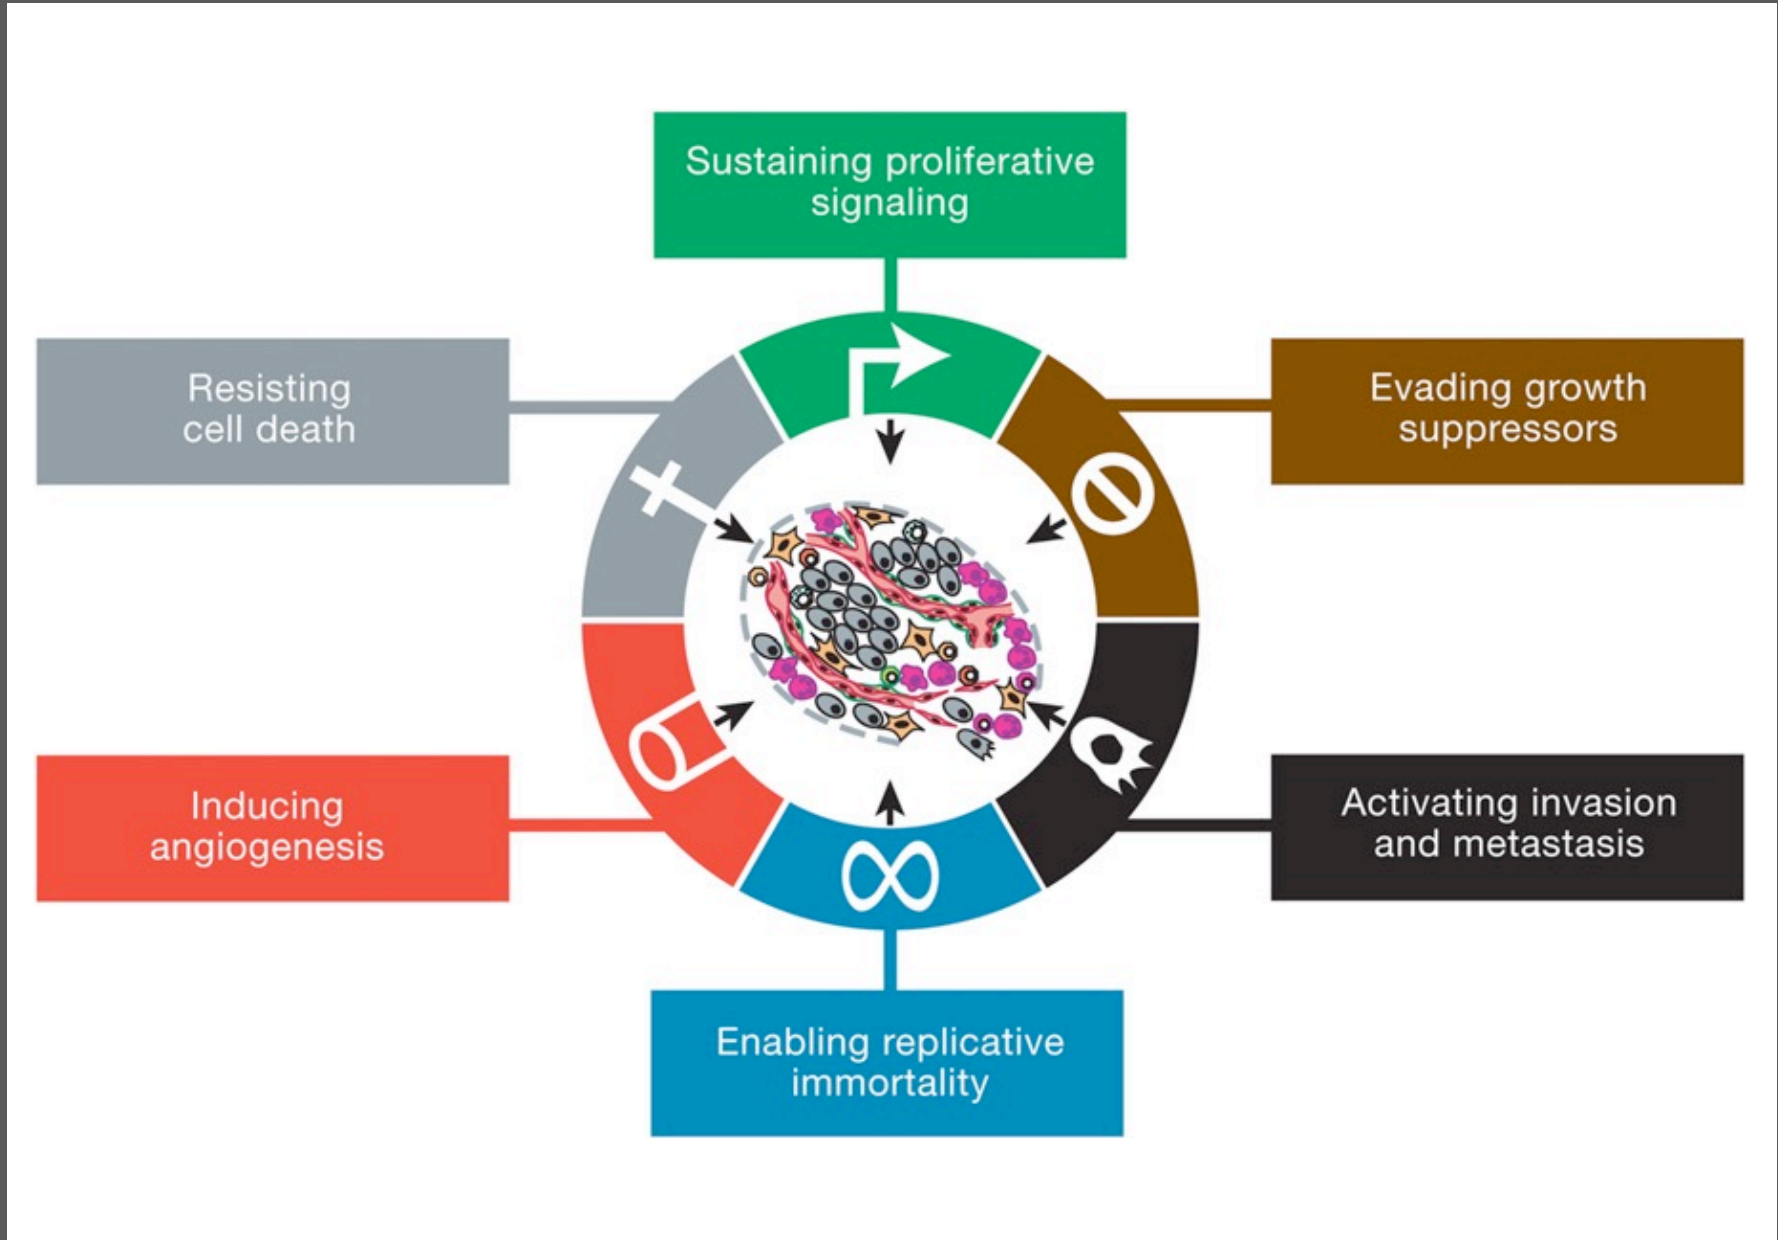 Sustaining proliferative
signaling
Resisting
cell death
Evading growth
suppressors
Inducing
angiogenesis
Activating invasion
and metastasis
Enabling replicative
immortality